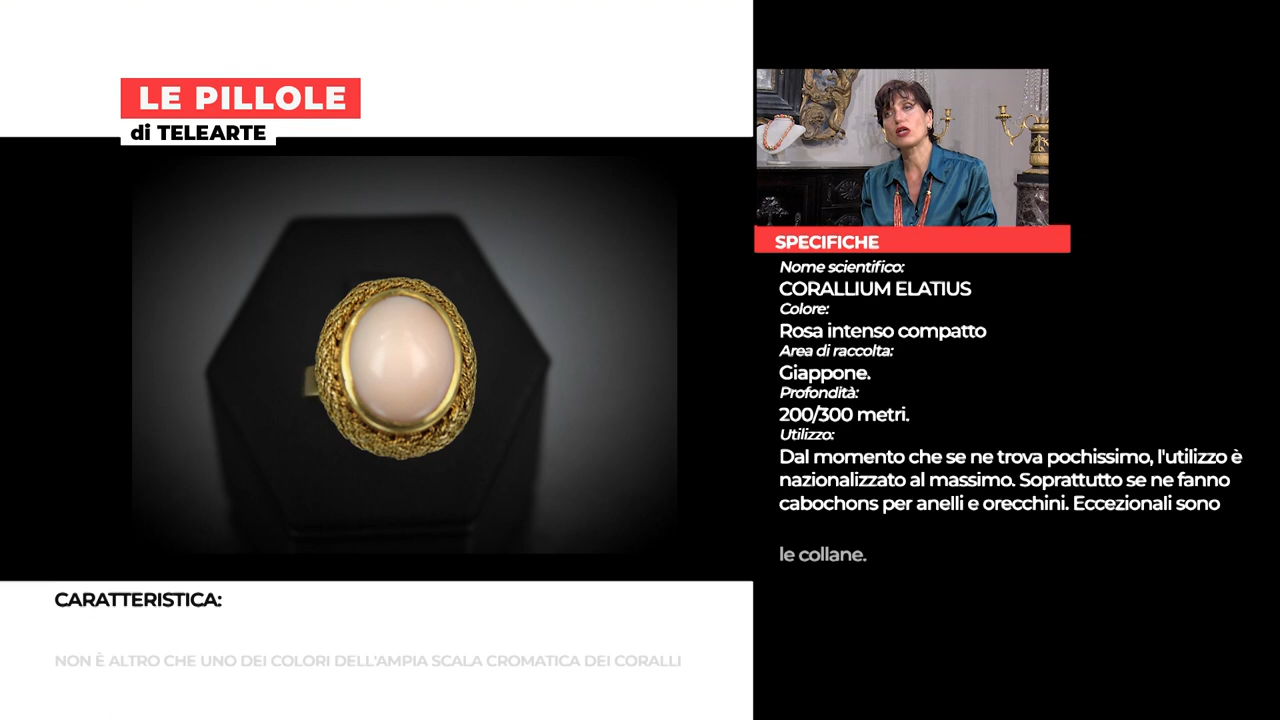 LE PILLOLE
di TELEARTE
SPECIFICHE
Nome scientifico:
CORALLIUM ELATIUS
Colore:
Rosa intenso compatto
Area di raccolta:
Giappone.
Profondità:
200/300 metri.
Utilizzo:
Dal momento che se ne trova pochissimo, l'utilizzo è
nazionalizzato al massimo. Soprattutto se ne fanno
cabochons per anelli e orecchini. Eccezionali sono
le collane.
CARATTERISTICA:
NON È ALTRO CHE UNO DEI COLORI DELL'AMPIA SCALA CROMATICA DEI CORALLI